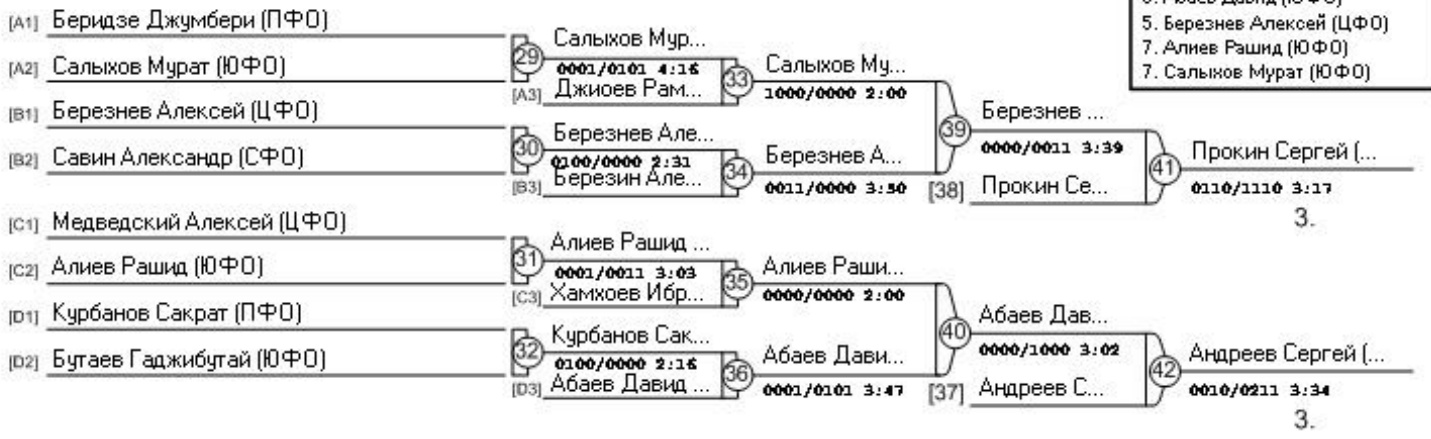 5. Абаев Давид (ЮФО)
5. Березнев Алексей (ЦФО)
7. Алиев Рашид (ЮФО)
7. Салыхов Мурат (ЮФО)
[A1] Беридзе Джумбери (ПФО)
[A2] Салыхов Мурат (ЮФО)
[B1] Березнев Алексей (ЦФО)
[B2] Савин Александр (СФО)
[C1] Медведский Алексей (ЦФО)
[C2] Алиев Рашид (ЮФО)
[D1] Курбанов Сакрат (ПФО)
[D2] Бутаев Гаджибутай (ЮФО)
29
Салыхов Мур...
0001/0101 4:16
[A3] Джиоев Рам...
30
Березнев Але...
0100/0000 2:31
[B3] Березин Але...
31
Алиев Рашид ...
0001/0011 3:03
[C3] Хамхоев Ибр...
32
Курбанов Сак...
0100/0000 2:16
[D3] Абаев Давид ...
33
Салыхов Му...
1000/0000 2:00
34
Березнев А...
0011/0000 3:50
35
Алиев Раши...
0000/0000 2:00
36
Абаев Дави...
0001/0101 3:47
39
Березнев ...
0000/0011 3:39
[38] Прокин Се...
40
Абаев Дав...
0000/1000 3:02
[37] Андреев С...
41
Прокин Сергей (...
0110/1110 3:17
3.
42
Андреев Сергей (...
0010/0211 3:34
3.